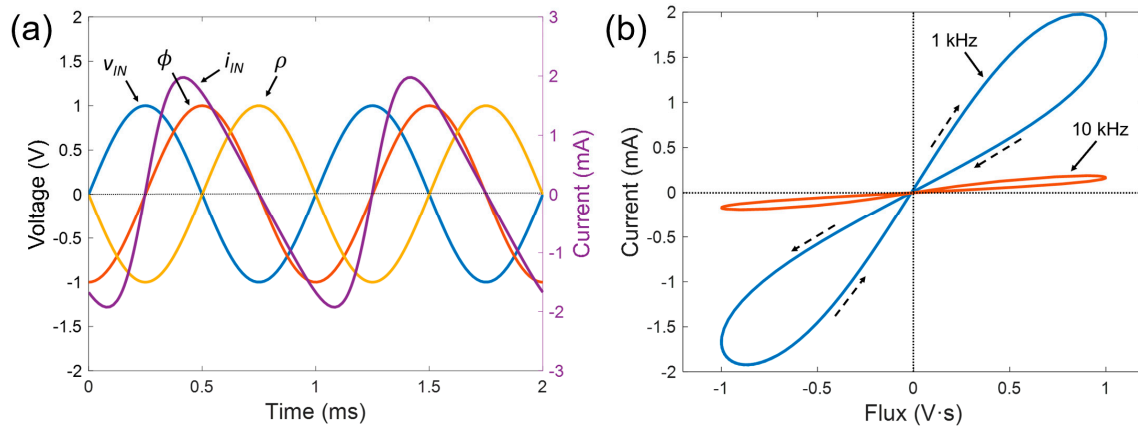 (a)
2
1.5
1
0.5
0
-0.5
-1
-1.5
-2
Voltage (V)
v_IN
ϕ
i_IN
ρ
3
2
1
0
-1
-2
-3
Current (mA)
0
0.5
1
1.5
2
Time (ms)
(b)
2
1.5
1
0.5
0
0.5
1
1.5
2
Current (mA)
1 kHz
10 kHz
-1
-0.5
0
0.5
1
Flux (V·s)